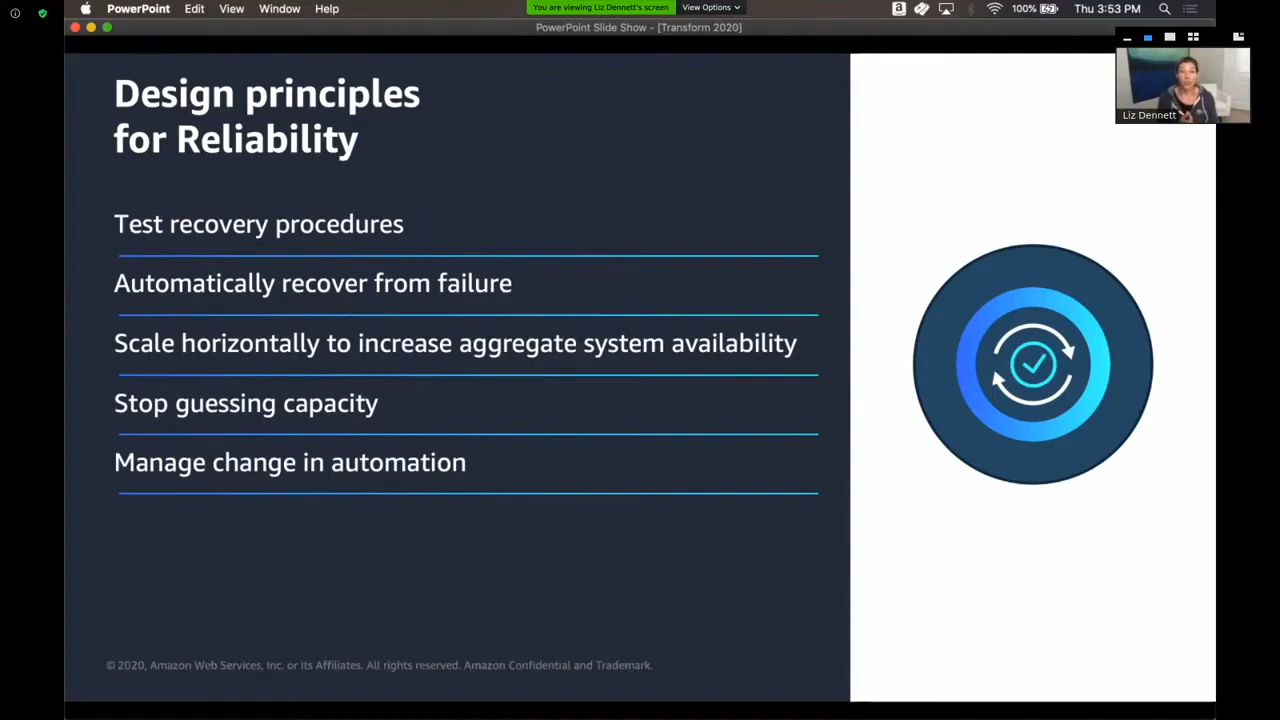 PowerPoint Edit View Window Help
You are viewing Liz Dennett's screen View Options
100% Thu 3:53 PM
PowerPoint Slide Show - [Transform 2020]
Liz Dennett
Design principles
for Reliability
Test recovery procedures
Automatically recover from failure
Scale horizontally to increase aggregate system availability
Stop guessing capacity
Manage change in automation
© 2020, Amazon Web Services, Inc. or its Affiliates. All rights reserved. Amazon Confidential and Trademark.